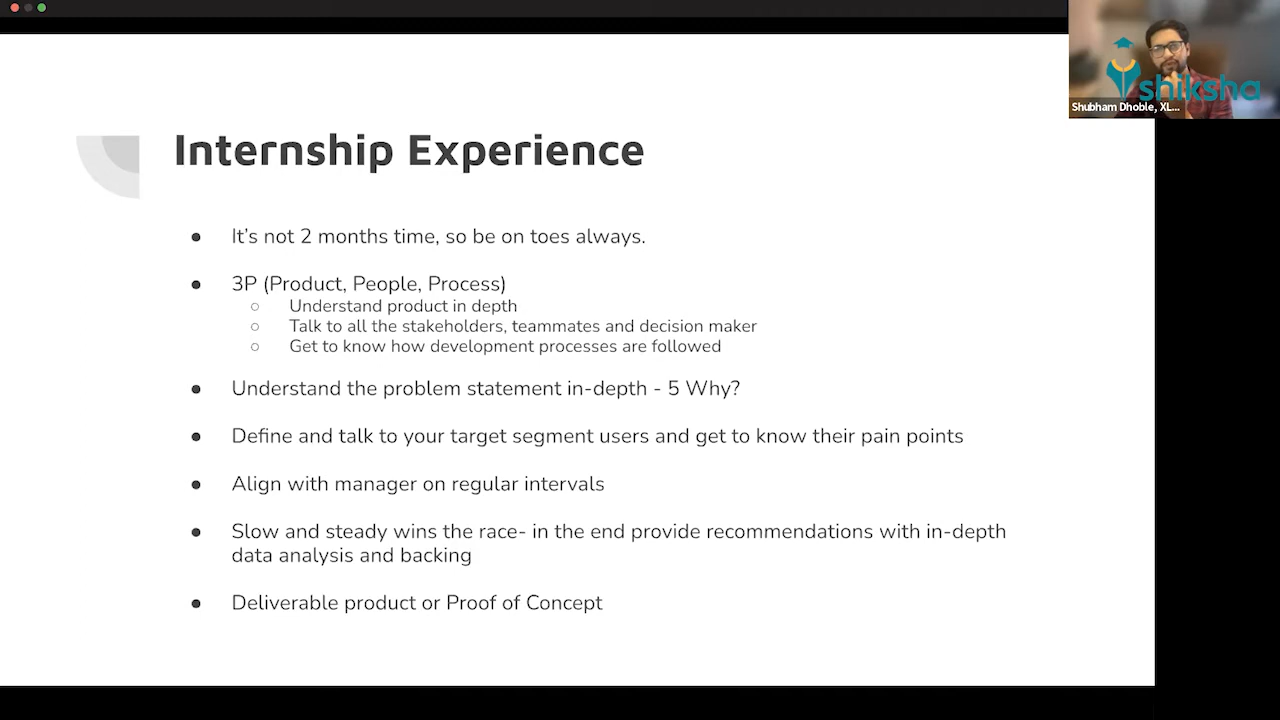 shiksha
Shubham Dhoble, XL...
Internship Experience
● It's not 2 months time, so be on toes always.
● 3P (Product, People, Process)
○ Understand product in depth
○ Talk to all the stakeholders, teammates and decision maker
○ Get to know how development processes are followed
● Understand the problem statement in-depth - 5 Why?
● Define and talk to your target segment users and get to know their pain points
● Align with manager on regular intervals
● Slow and steady wins the race- in the end provide recommendations with in-depth
data analysis and backing
● Deliverable product or Proof of Concept